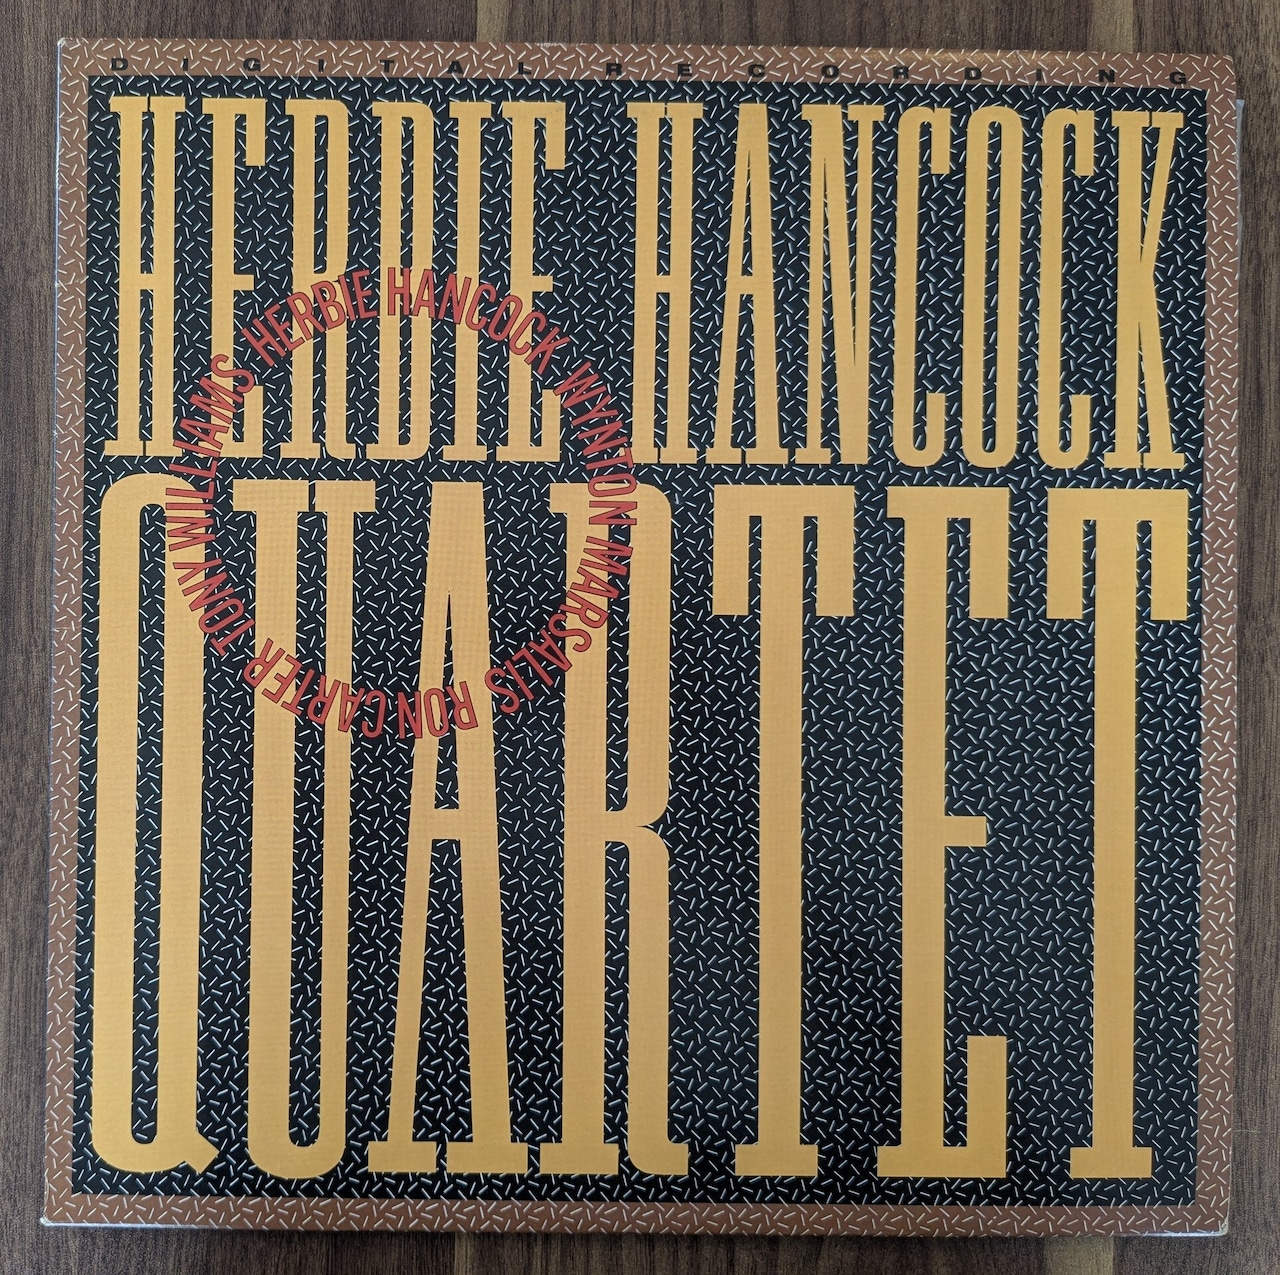 DIGITAL RECORDING
HERBIE HANCOCK
QUARTET
HERBIE HANCOCK WYNTON MARSALIS RON CARTER TONY WILLIAMS